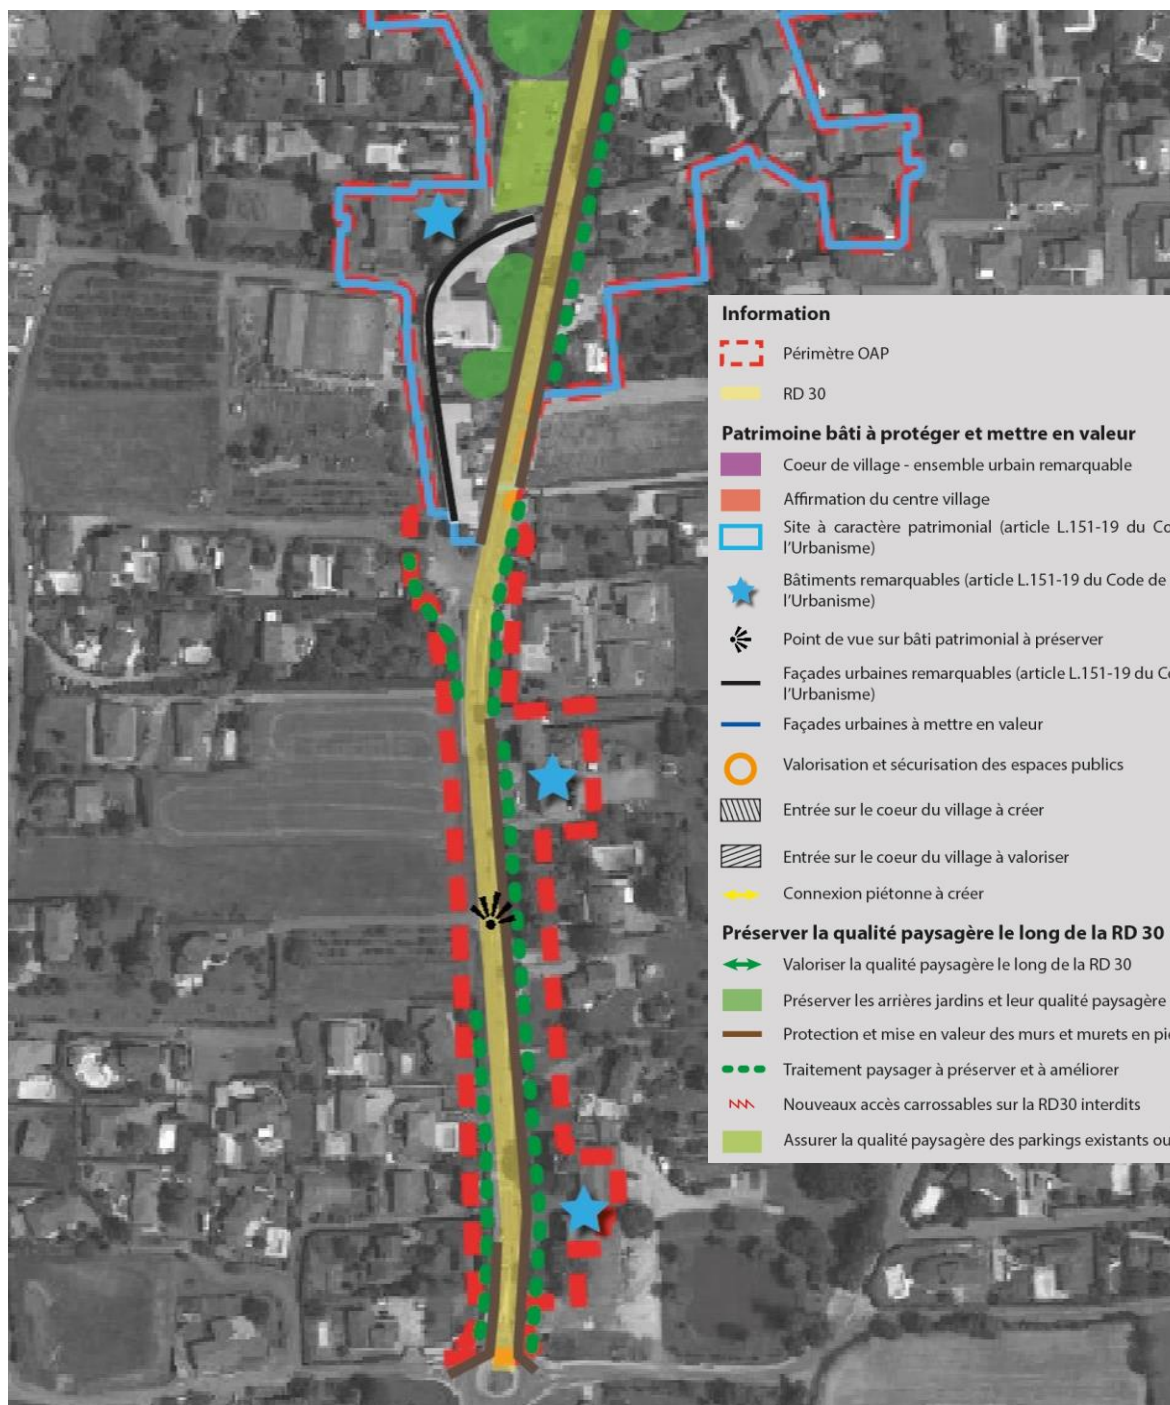 Information
Périmètre OAP
RD 30
Patrimoine bâti à protéger et mettre en valeur
Coeur de village - ensemble urbain remarquable
Affirmation du centre village
Site à caractère patrimonial (article L.151-19 du Co
l'Urbanisme)
Bâtiments remarquables (article L.151-19 du Code de
l'Urbanisme)
Point de vue sur bâti patrimonial à préserver
Façades urbaines remarquables (article L.151-19 du Co
l'Urbanisme)
Façades urbaines à mettre en valeur
Valorisation et sécurisation des espaces publics
Entrée sur le coeur du village à créer
Entrée sur le coeur du village à valoriser
Connexion piétonne à créer
Préserver la qualité paysagère le long de la RD 30
Valoriser la qualité paysagère le long de la RD 30
Préserver les arrières jardins et leur qualité paysagère
Protection et mise en valeur des murs et murets en pie
Traitement paysager à préserver et à améliorer
Nouveaux accès carrossables sur la RD30 interdits
Assurer la qualité paysagère des parkings existants ou